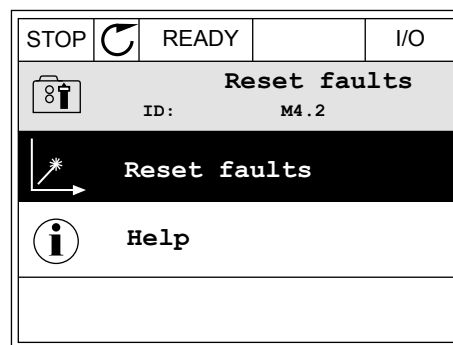 STOP READY I/O
Reset faults
ID: M4.2
Reset faults
Help